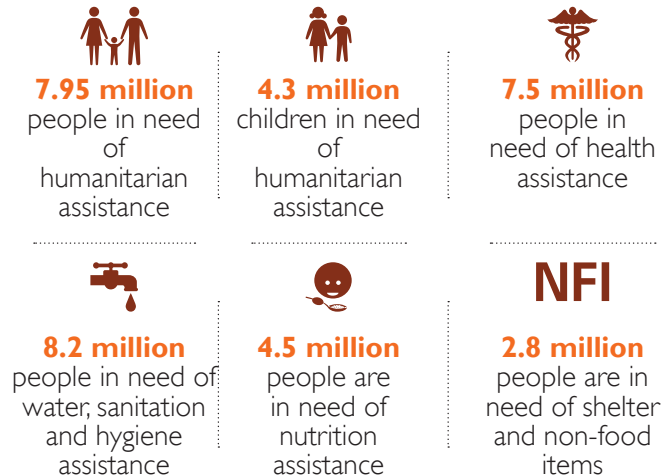 7.95 million
people in need
of
humanitarian
assistance
4.3 million
children in need
of
humanitarian
assistance
7.5 million
people in
need of health
assistance
8.2 million
people in need of
water, sanitation
and hygiene
assistance
4.5 million
people are
in need of
nutrition
assistance
NFI
2.8 million
people are in
need of shelter
and non-food
items